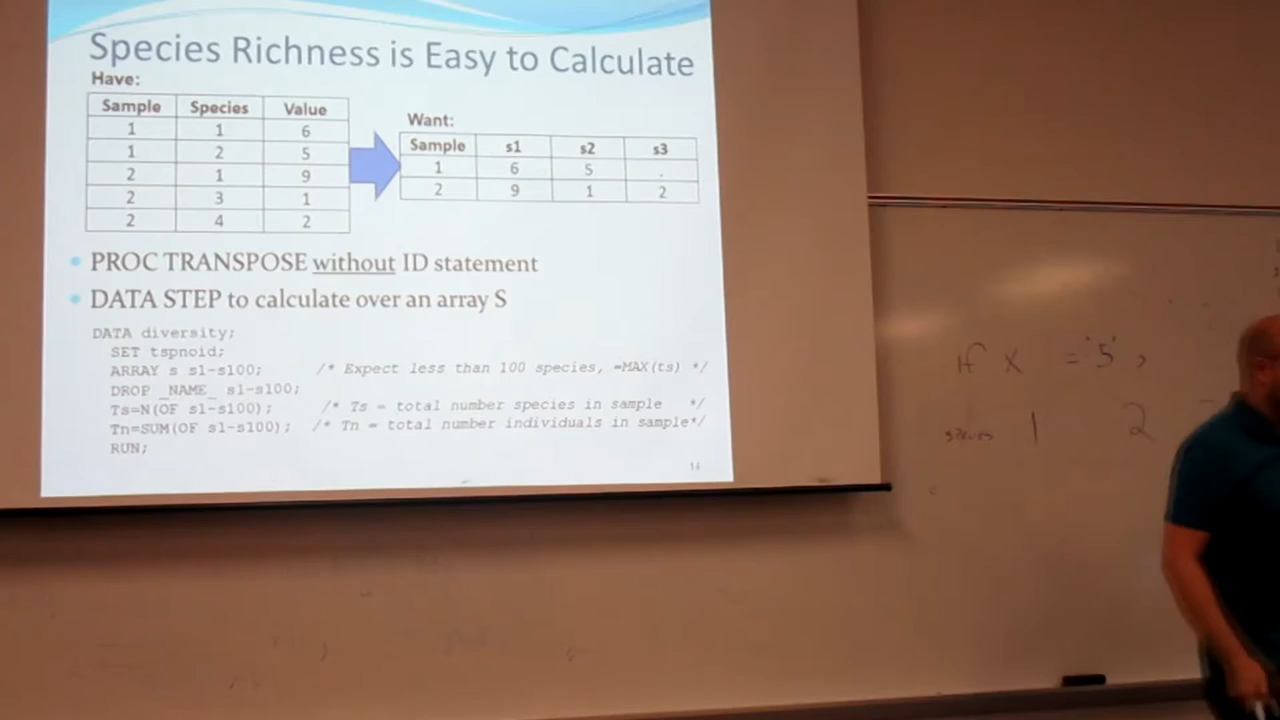 Species Richness is Easy to Calculate
Have:
Sample Species Value
1 1 6
1 2 5
2 1 9
2 3 1
2 4 2
Want:
Sample s1 s2 s3
1 6 5 .
2 9 1 2
PROC TRANSPOSE without ID statement
DATA STEP to calculate over an array S
DATA diversity;
SET tspnoid;
ARRAY s s1-s100; /* Expect less than 100 species, =MAX(ts) */
DROP _NAME_ s1-s100;
Ts=N(OF s1-s100); /* Ts = total number species in sample */
Tn=SUM(OF s1-s100); /* Tn = total number individuals in sample*/
RUN;
14
If X = '5',
1 2